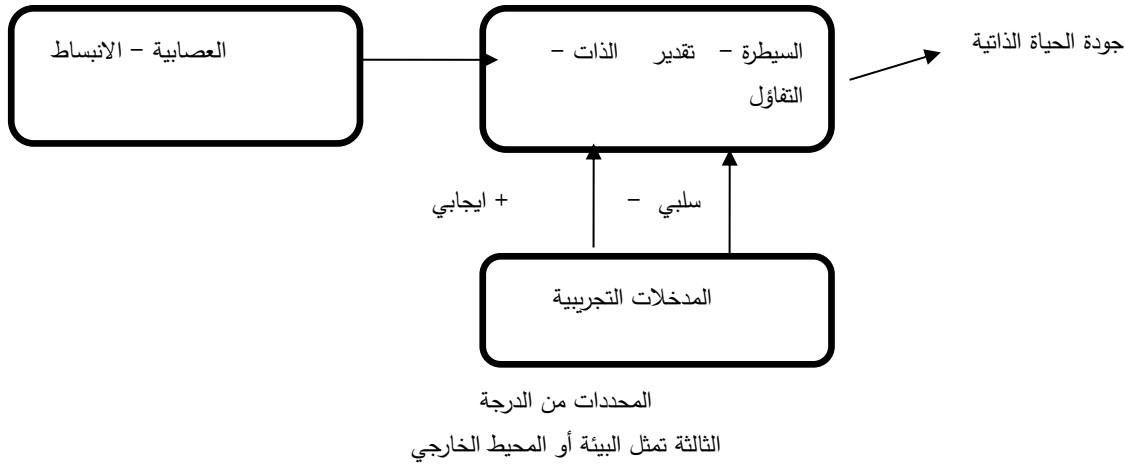 جودة الحياة الذاتية
السيطرة – تقدير الذات –
التفاؤل
العصابية – الانبساط
سلبي –
+ ايجابي
المدخلات التجريبية
المحددات من الدرجة
الثالثة تمثل البيئة أو المحيط الخارجي